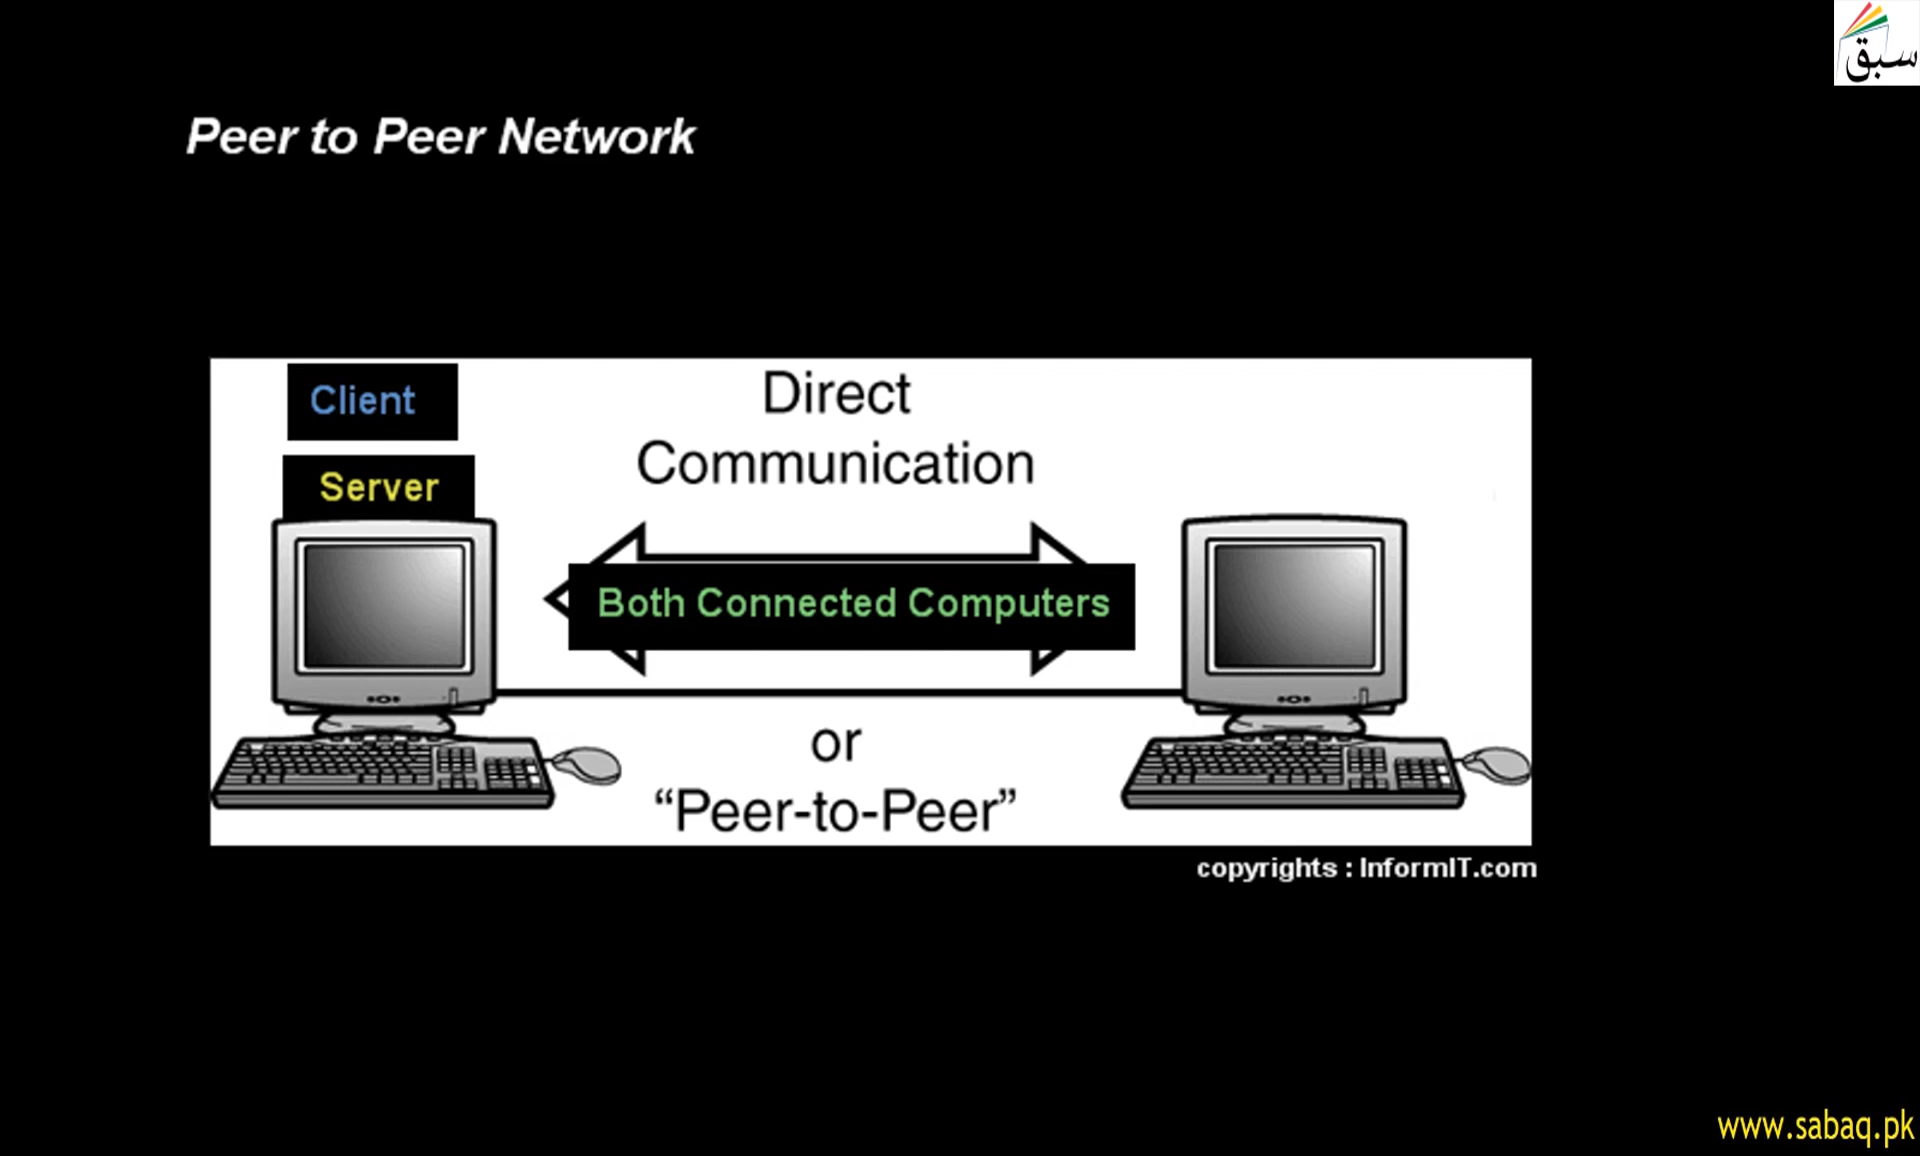 سبق
Peer to Peer Network
Client
Server
Direct
Communication
Both Connected Computers
or
“Peer-to-Peer”
copyrights : InformIT.com
www.sabaq.pk